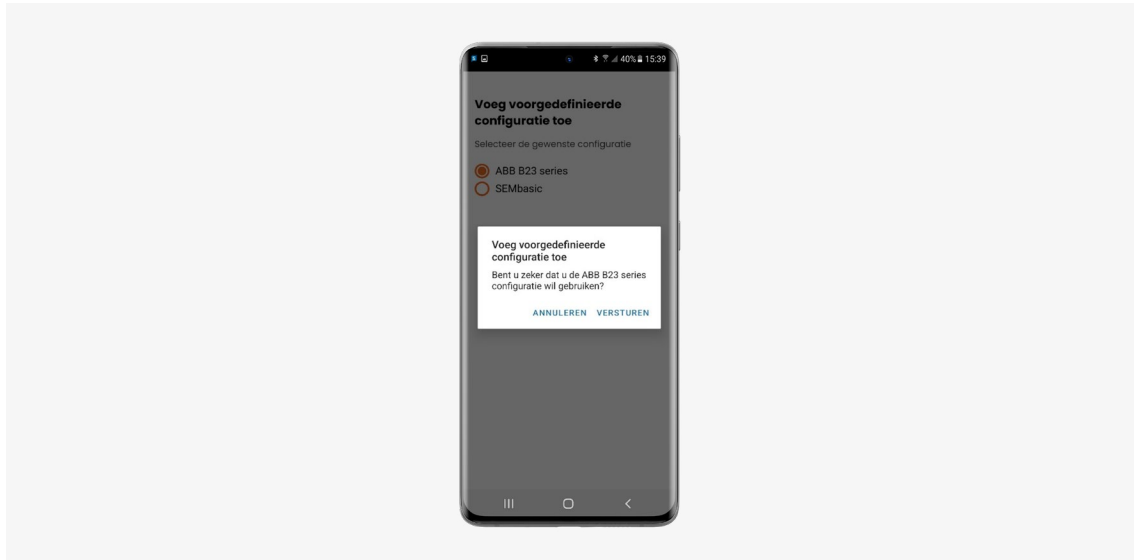 40% 15:39
Voeg voorgedefinieerde
configuratie toe
Selecteer de gewenste configuratie
ABB B23 series
SEMbasic
Voeg voorgedefinieerde
configuratie toe
Bent u zeker dat u de ABB B23 series
configuratie wil gebruiken?
ANNULEREN VERSTUREN